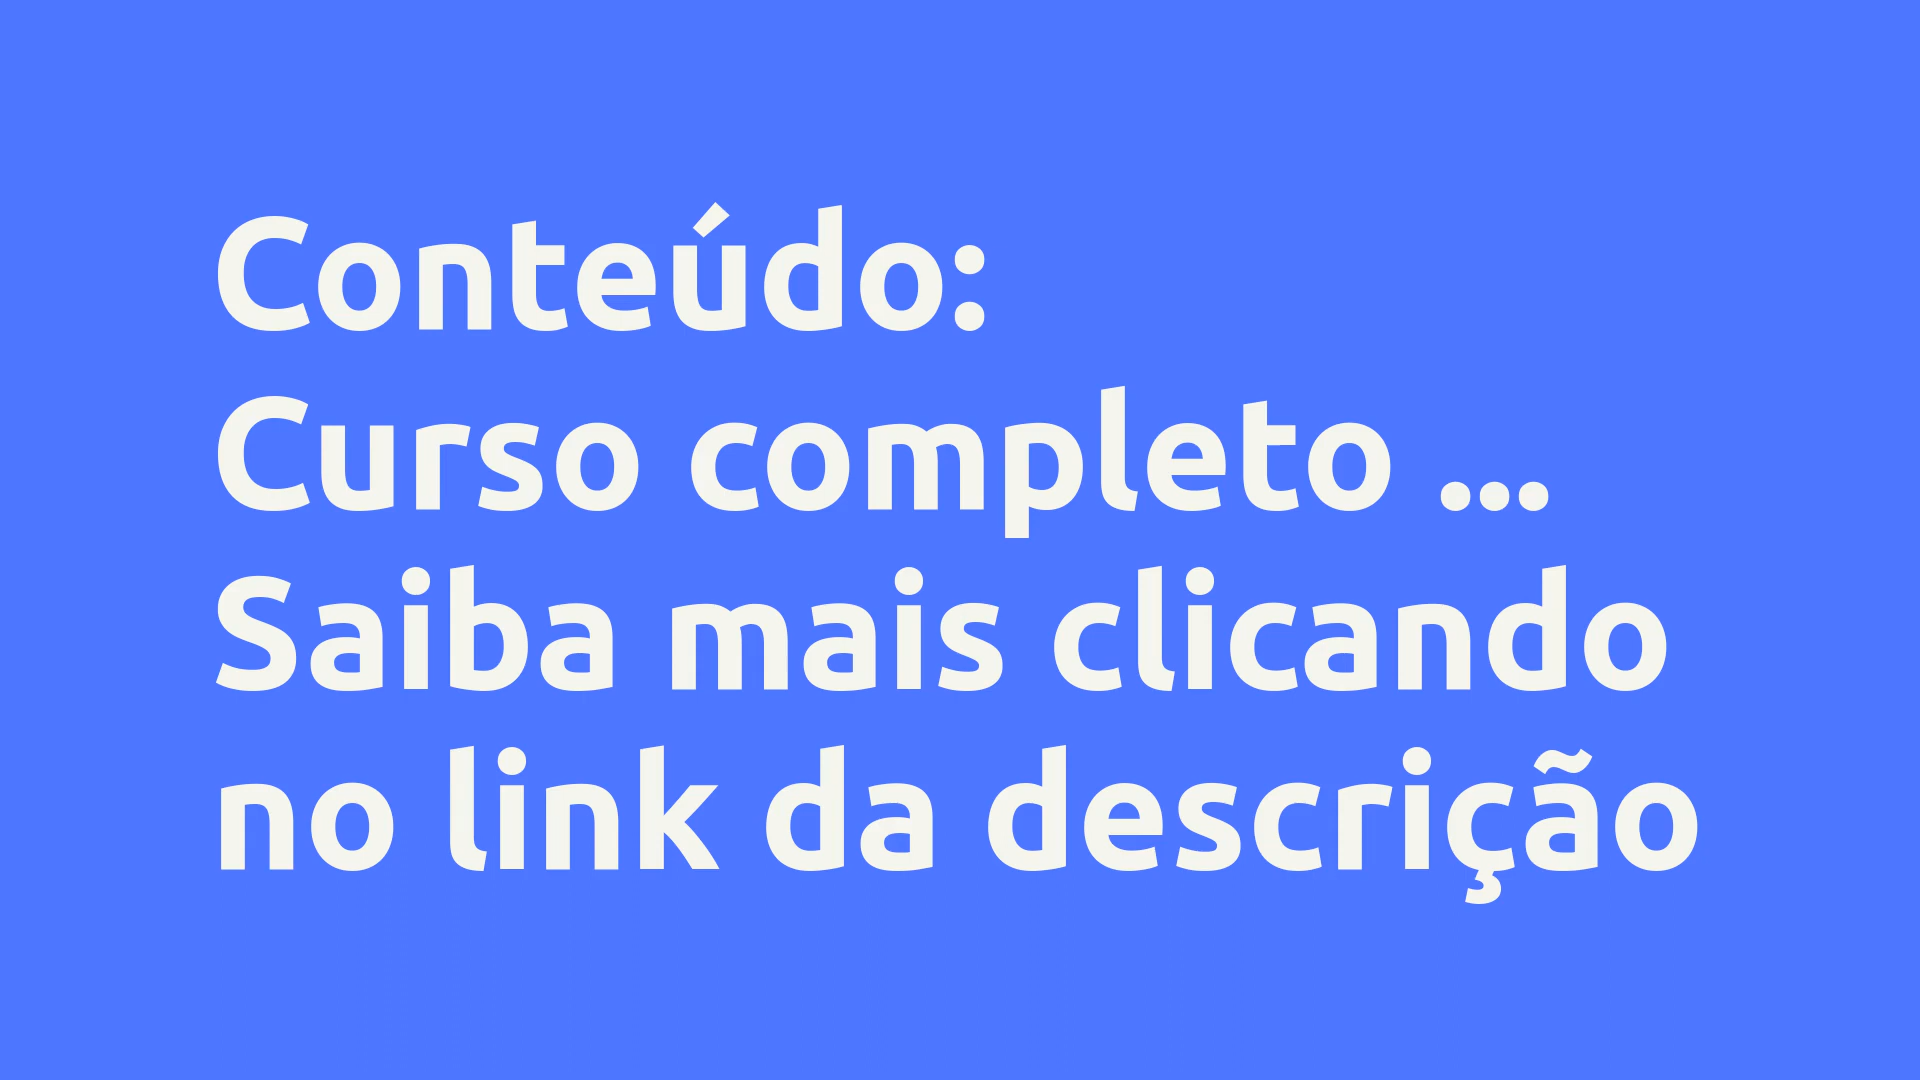 Conteúdo:
Curso completo ...
Saiba mais clicando
no link da descrição